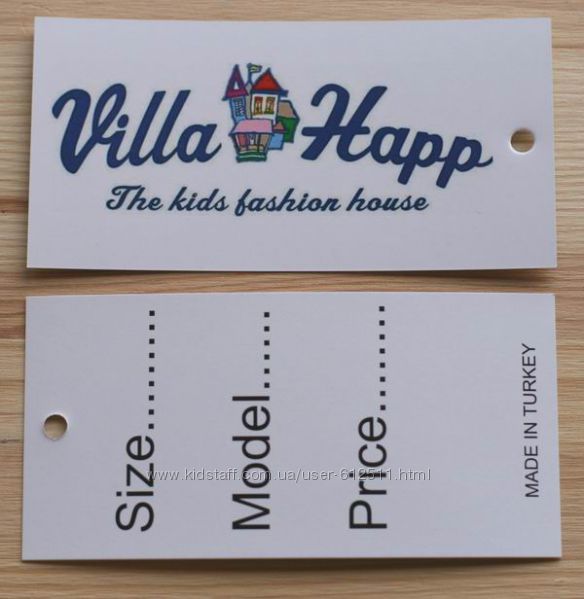 Villa Happ
The kids fashion house
Size.........
Model......
Price........
MADE IN TURKEY
www.kidstaff.com.ua/user-612511.html